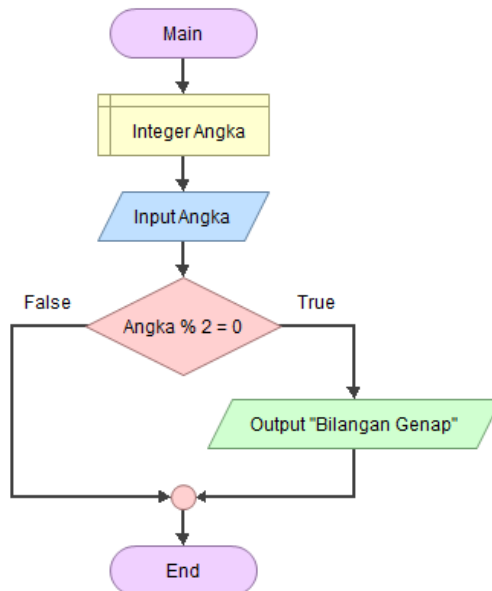 Main
Integer Angka
Input Angka
False
True
Angka % 2 = 0
Output "Bilangan Genap"
End